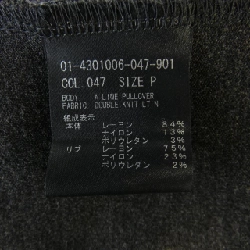 01-4301006-047-901
COL.047 SIZE P
BODY A LINE PULLOVER
FABRIC DOUBLE KNIT
組成表示
本体 レーヨン 84%
ナイロン 13%
ポリウレタン 3%
リブ レーヨン 75%
ナイロン 23%
ポリウレタン 2%